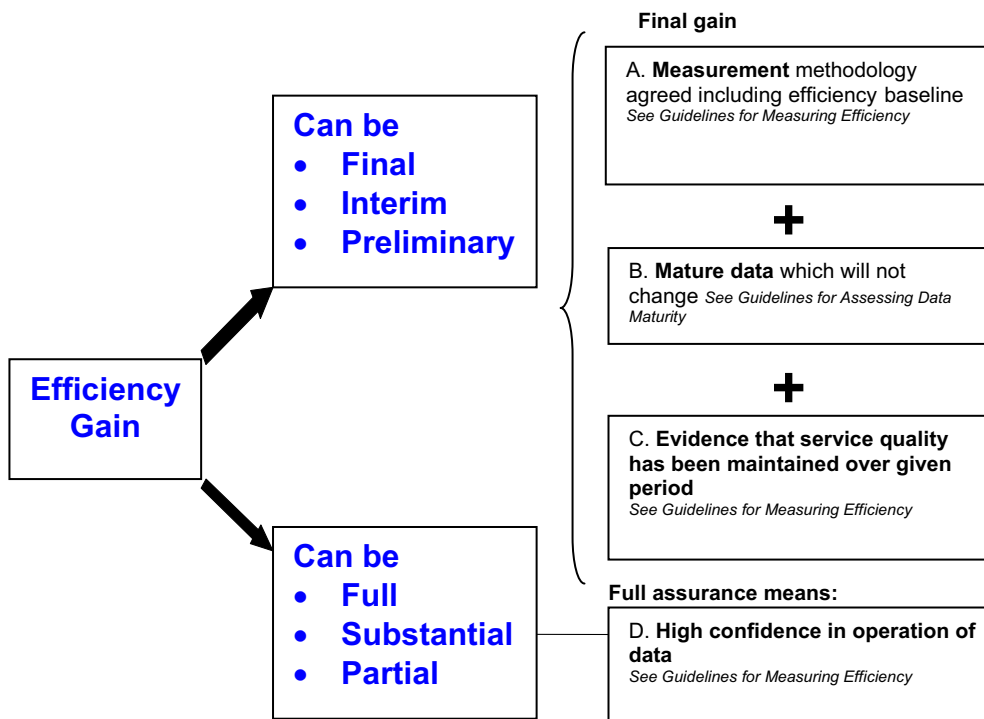 Efficiency
Gain
Can be
• Final
• Interim
• Preliminary
Can be
• Full
• Substantial
• Partial
Final gain
A. Measurement methodology
agreed including efficiency baseline
See Guidelines for Measuring Efficiency
+
B. Mature data which will not
change See Guidelines for Assessing Data
Maturity
+
C. Evidence that service quality
has been maintained over given
period
See Guidelines for Measuring Efficiency
Full assurance means:
D. High confidence in operation of
data
See Guidelines for Measuring Efficiency